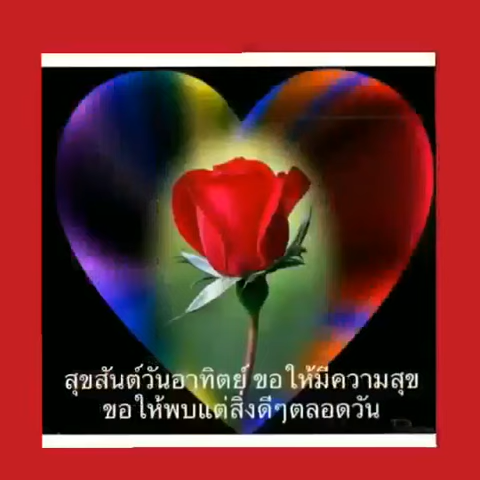 สุขสันต์วันอาทิตย์ ขอให้มีความสุข
ขอให้พบแต่สิ่งดีๆตลอดวัน